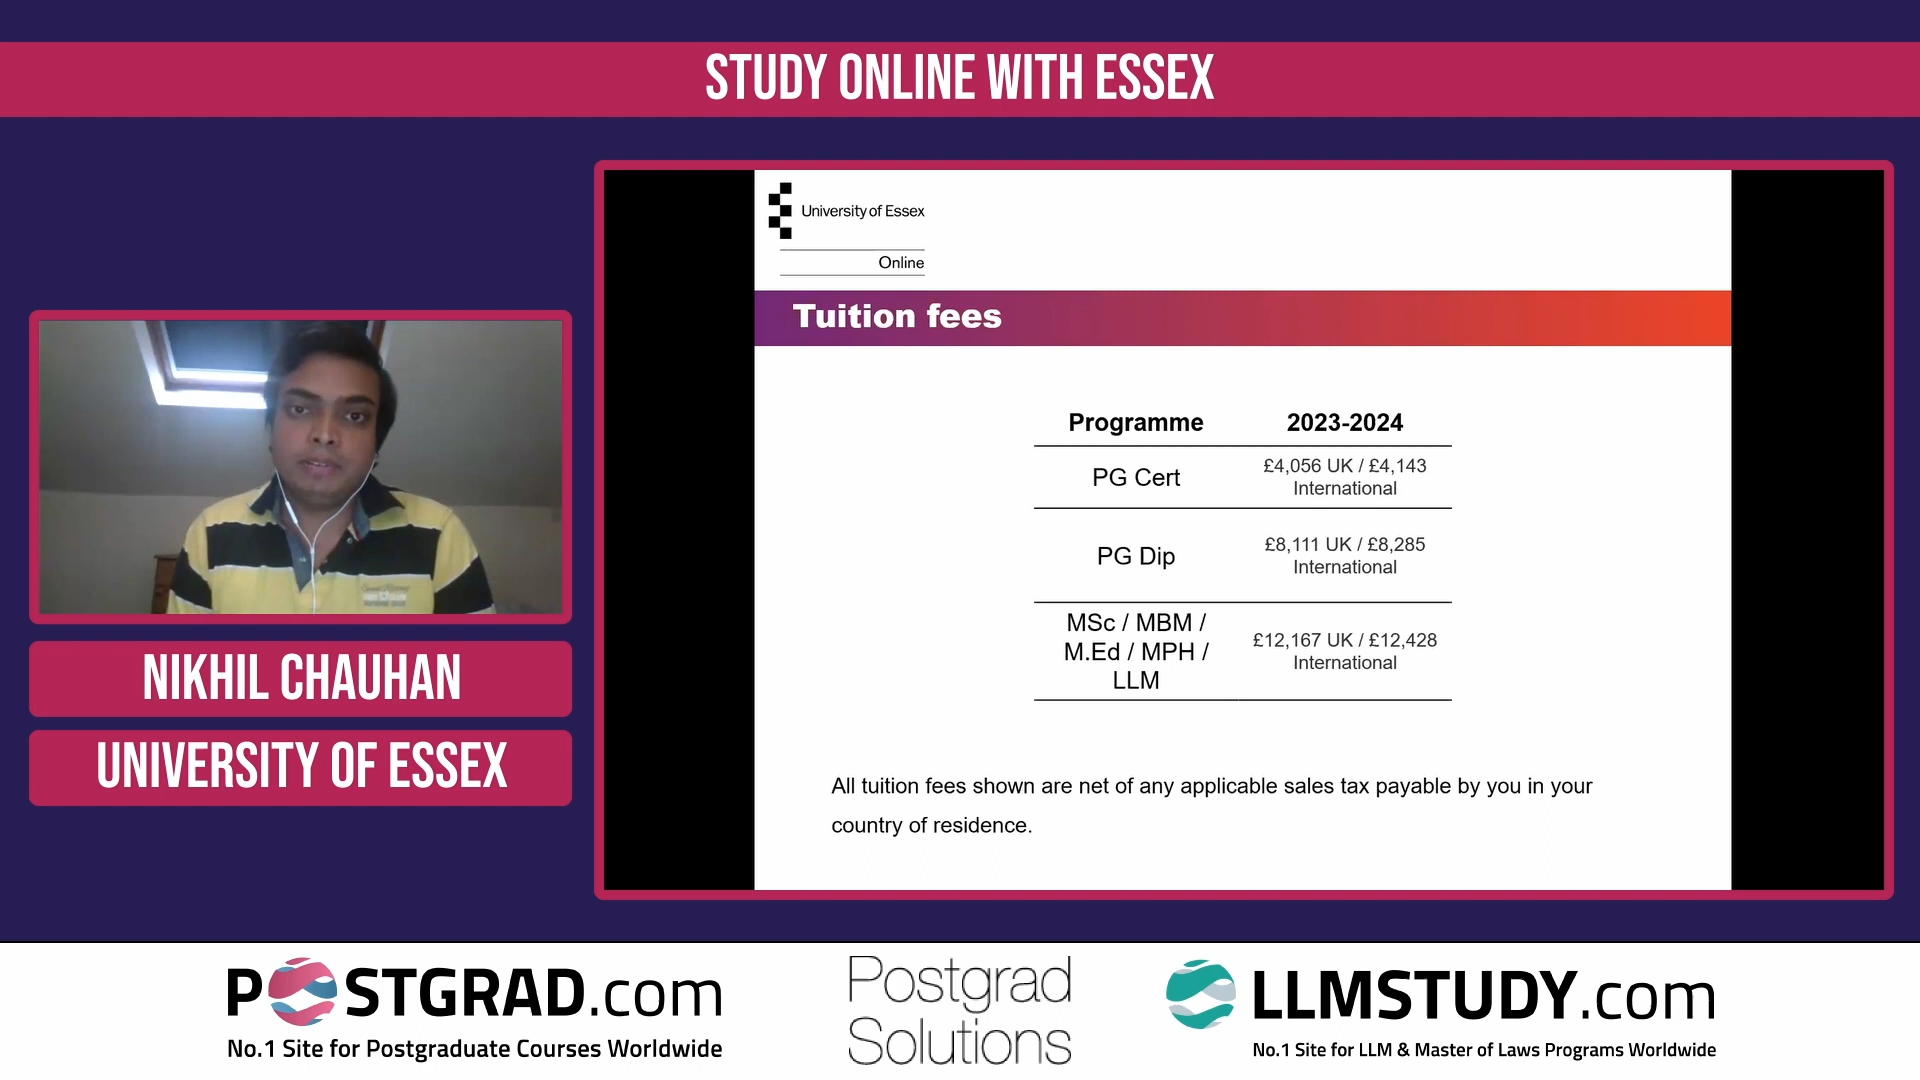 STUDY ONLINE WITH ESSEX
University of Essex
Online
Tuition fees
Programme 2023-2024
PG Cert £4,056 UK / £4,143
International
PG Dip £8,111 UK / £8,285
International
MSc / MBM /
M.Ed / MPH /
LLM
£12,167 UK / £12,428
International
All tuition fees shown are net of any applicable sales tax payable by you in your
country of residence.
NIKHIL CHAUHAN
UNIVERSITY OF ESSEX
POSTGRAD.com
No.1 Site for Postgraduate Courses Worldwide
Postgrad
Solutions
LLMSTUDY.com
No.1 Site for LLM & Master of Laws Programs Worldwide